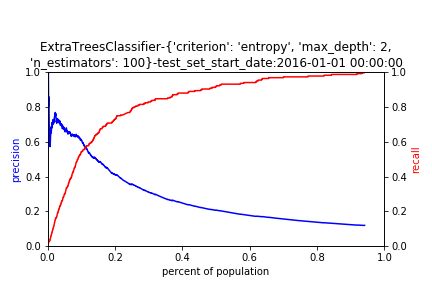 ExtraTreesClassifier-{'criterion': 'entropy', 'max_depth': 2,
'n_estimators': 100}-test_set_start_date:2016-01-01 00:00:00
1.0
0.8
0.6
0.4
0.2
0.0
precision
1.0
0.8
0.6
0.4
0.2
0.0
recall
0.0 0.2 0.4 0.6 0.8 1.0
percent of population